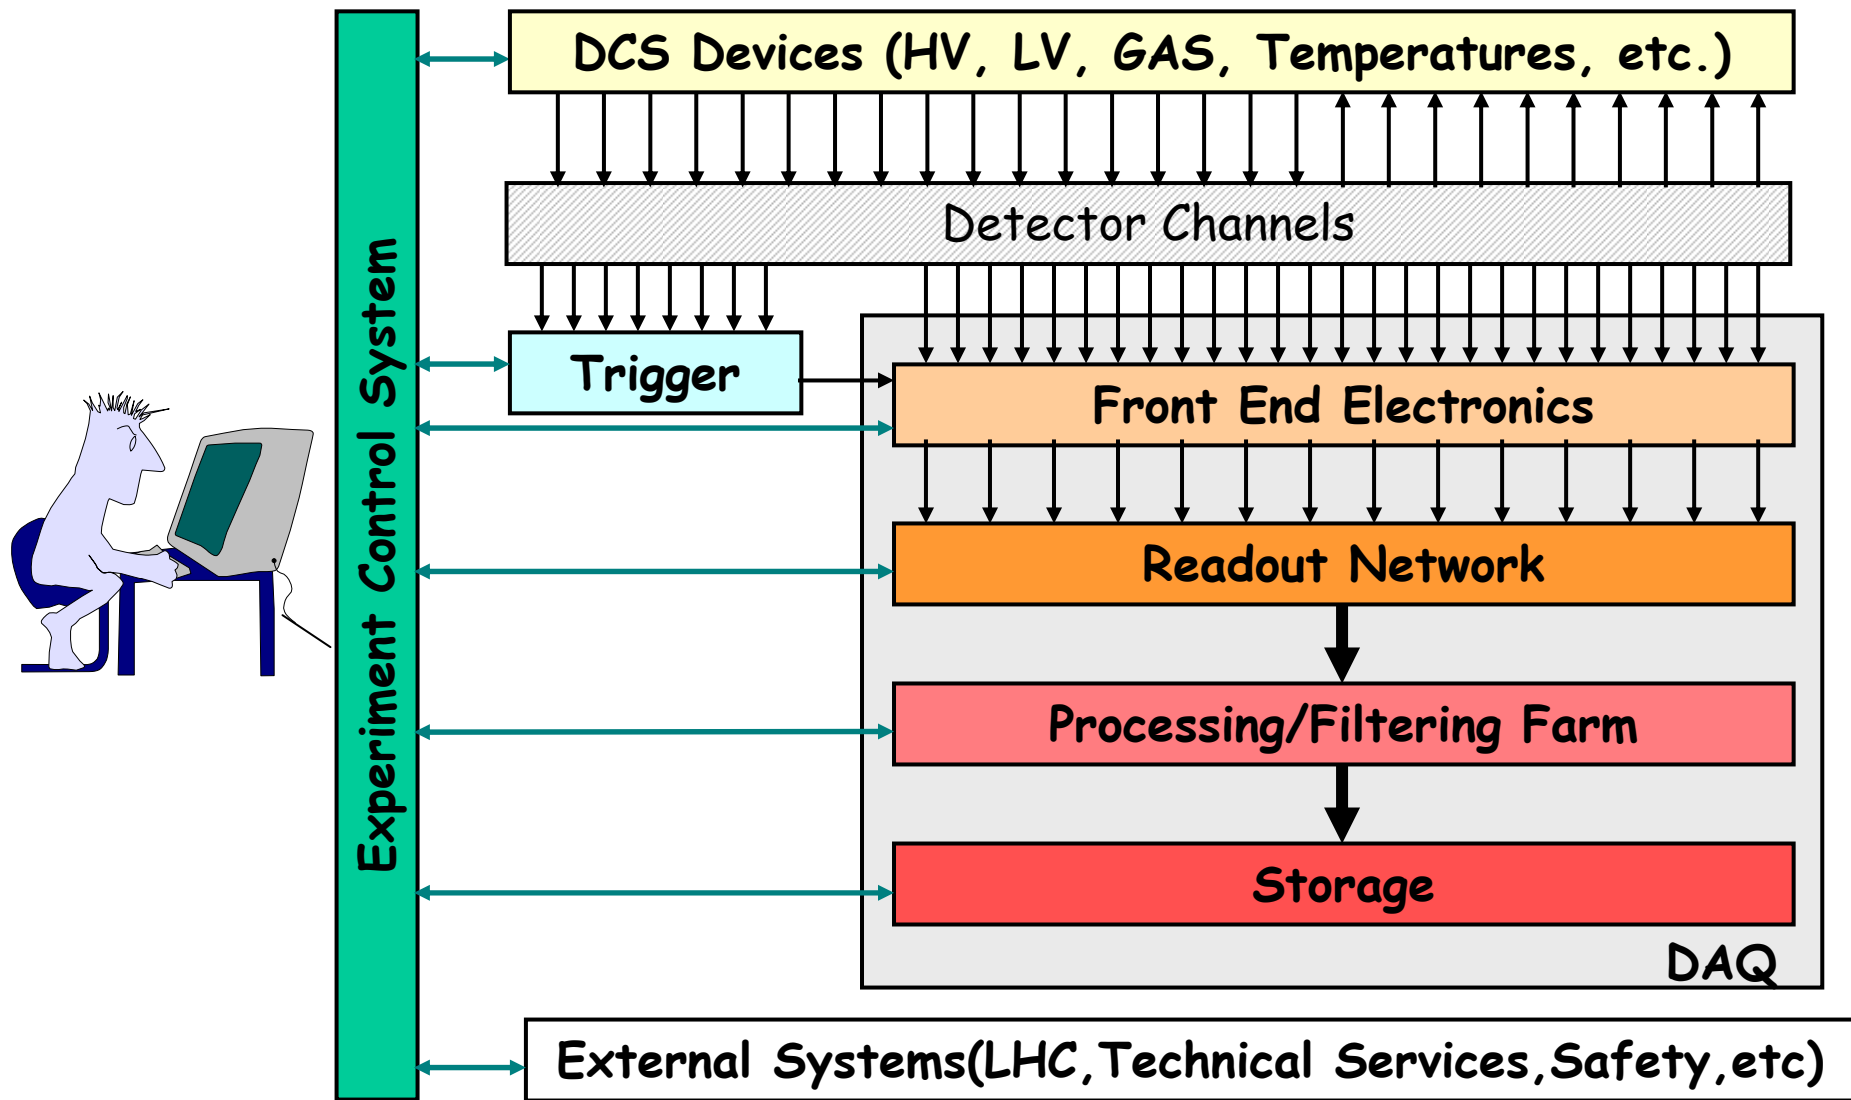 Experiment Control System
DCS Devices (HV, LV, GAS, Temperatures, etc.)
Detector Channels
Trigger
Front End Electronics
Readout Network
Processing/Filtering Farm
Storage
DAQ
External Systems(LHC,Technical Services,Safety,etc)